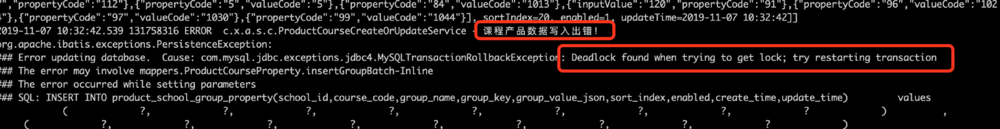 ","propertyCode":"112"},{"propertyCode":"5","valueCode":"5"},{"propertyCode":"84","valueCode":"1013"},{"inputValue":"120","propertyCode":"91"},{"propertyCode":"96","valueCode":"102
"},{"propertyCode":"97","valueCode":"1030"},{"propertyCode":"99","valueCode":"1044"}], sortIndex=20, enabled=1, updateTime=2019-11-07 10:32:42]]
2019-11-07 10:32:42.539 131758316 ERROR  c.x.a.s.c.ProductCourseCreateOrUpdateService - 课程产品数据写入出错!
org.apache.ibatis.exceptions.PersistenceException:
### Error updating database.  Cause: com.mysql.jdbc.exceptions.jdbc4.MySQLTransactionRollbackException: Deadlock found when trying to get lock; try restarting transaction
### The error may involve mappers.ProductCourseProperty.insertGroupBatch-Inline
### The error occurred while setting parameters
### SQL: INSERT INTO product_school_group_property(school_id,course_code,group_name,group_key,group_value_json,sort_index,enabled,create_time,update_time)        values
( ?, ?, ?, ?, ?, ?, ?, ?, ? ) ,
( ?, ?, ?, ?, ?, ?, ?, ?, ? )